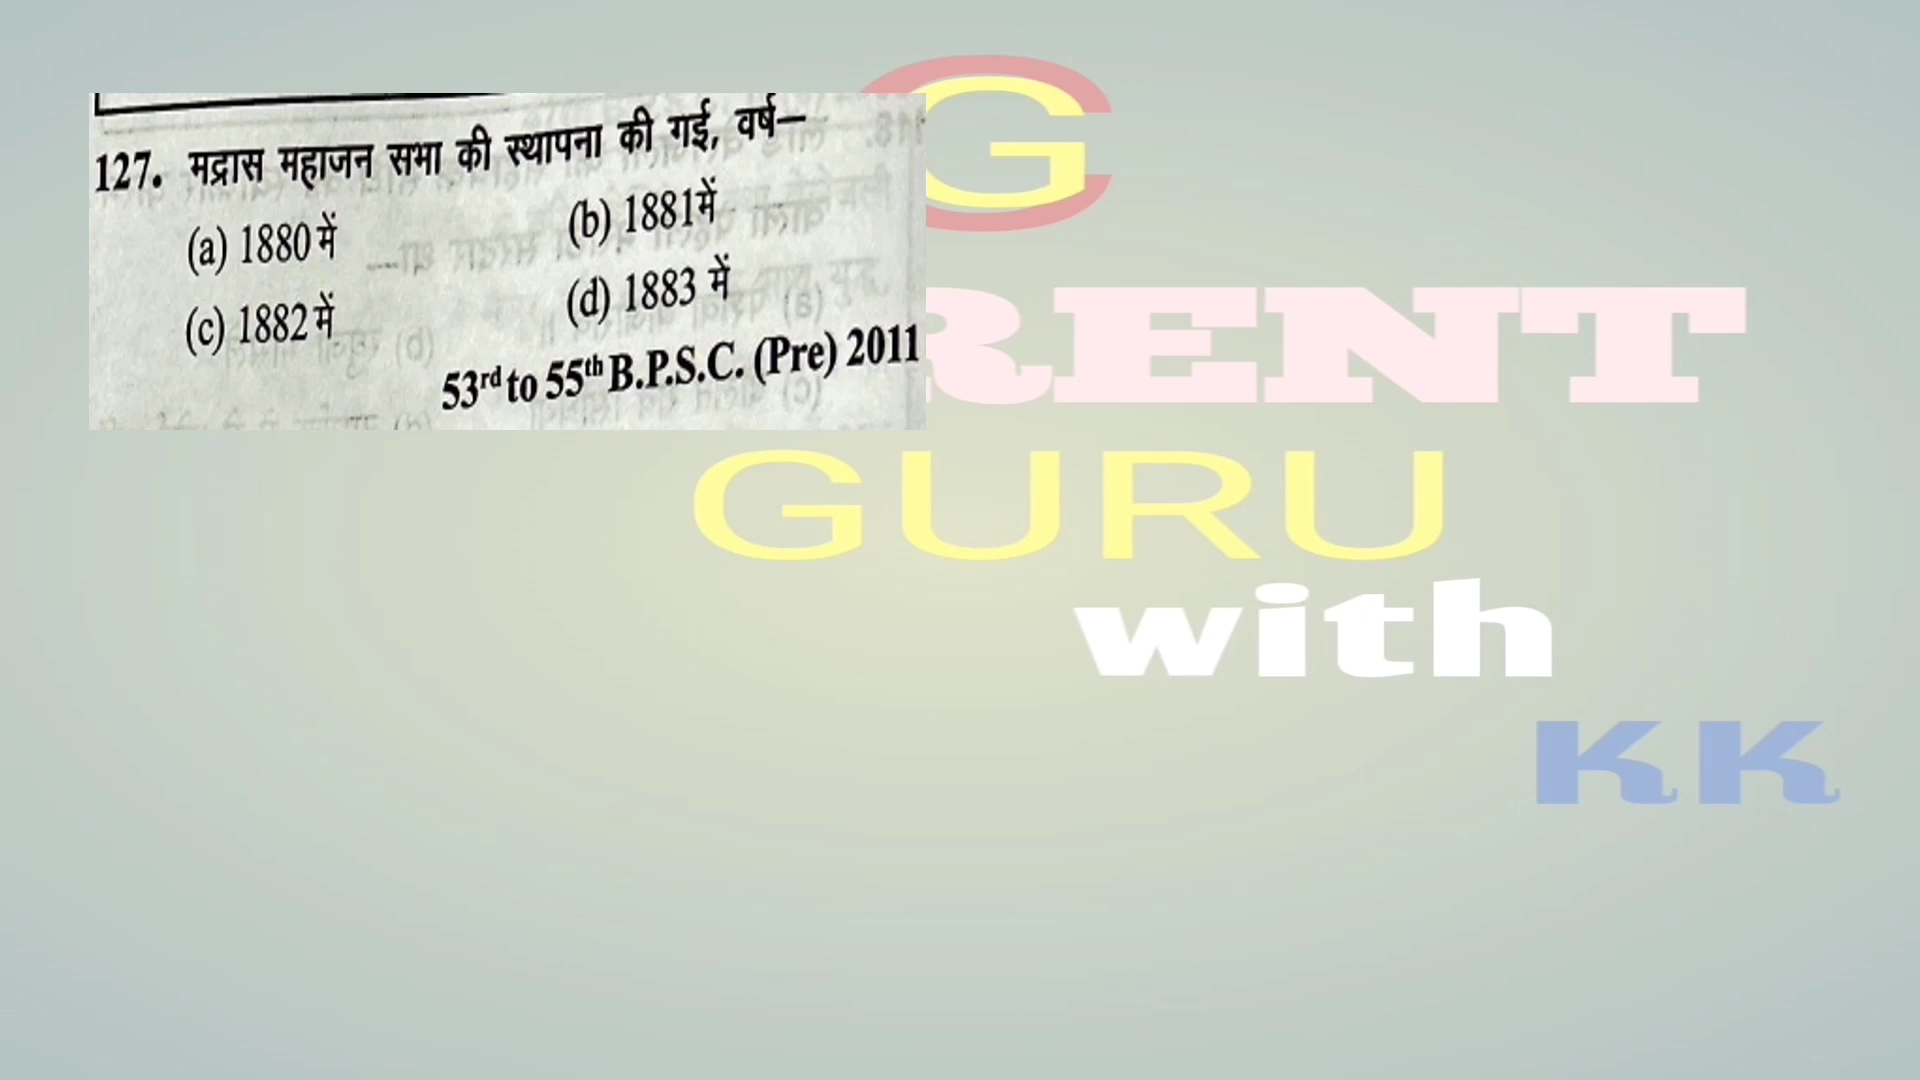 G
127. मद्रास महाजन सभा की स्थापना की गई, वर्ष–
(a) 1880 में (b) 1881में
(c) 1882 में (d) 1883 में
53rd to 55th B.P.S.C. (Pre) 2011
RENT
GURU
with
KK